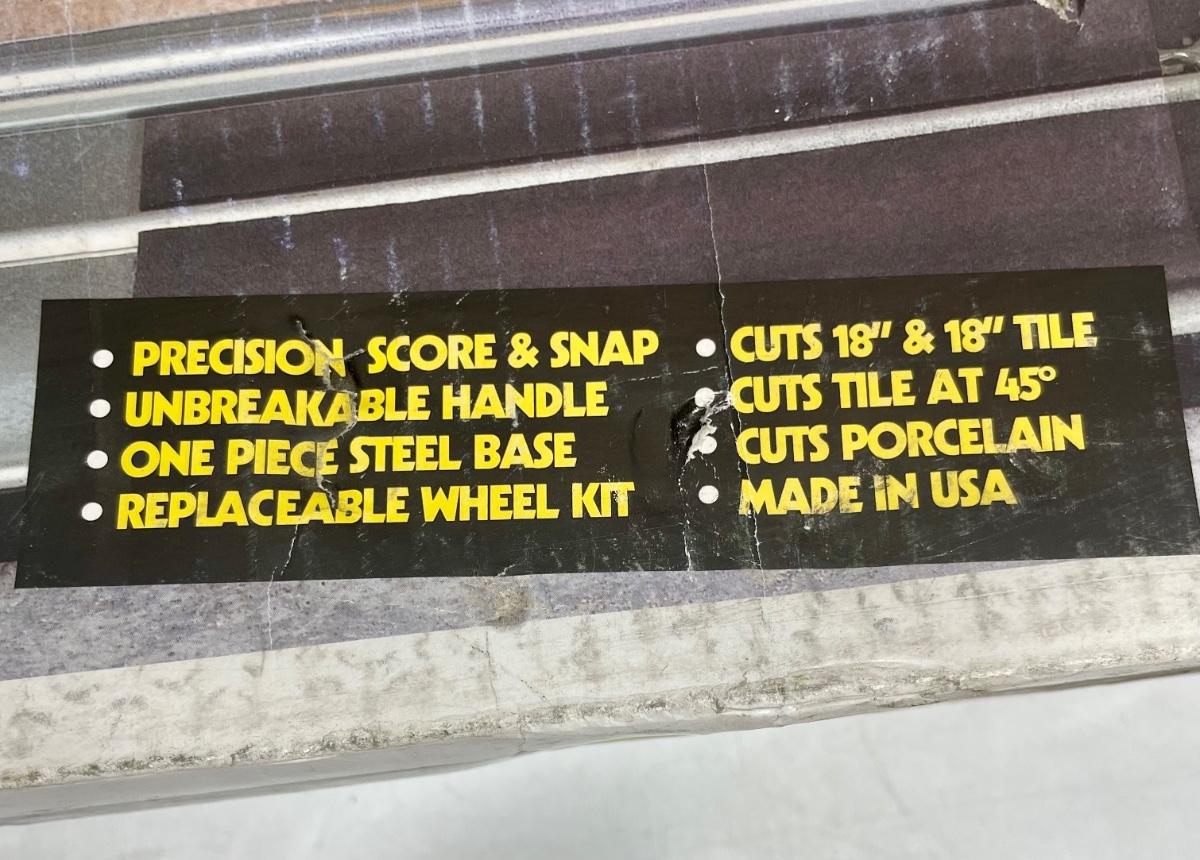 ● PRECISION SCORE & SNAP
● UNBREAKABLE HANDLE
● ONE PIECE STEEL BASE
● REPLACEABLE WHEEL KIT
● CUTS 18" & 18" TILE
● CUTS TILE AT 45°
● CUTS PORCELAIN
● MADE IN USA